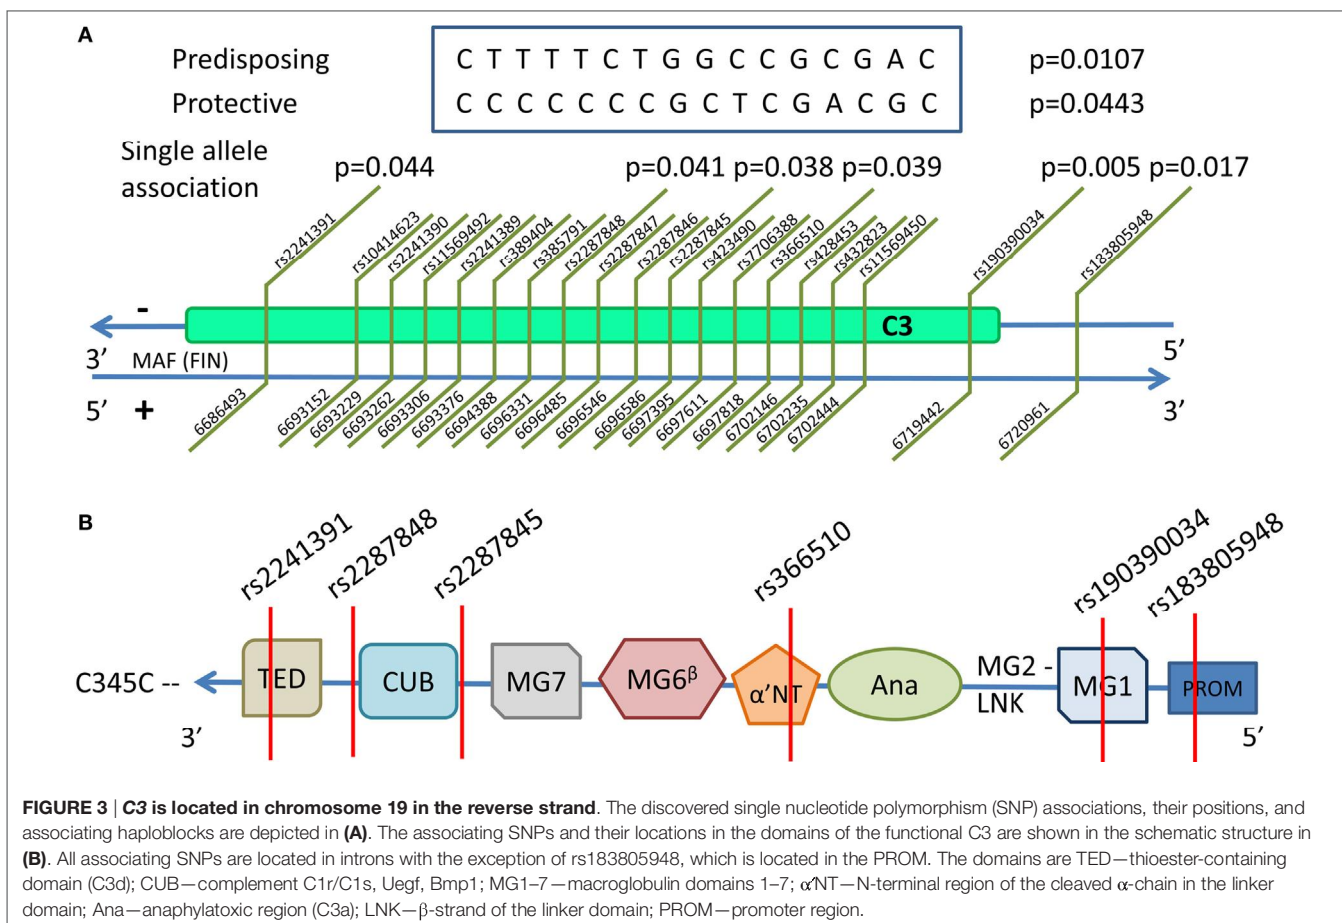 A
Predisposing C T T T T C T G G C C G C G A C p=0.0107
Protective C C C C C C C G C T C G A C G C p=0.0443
Single allele
association
p=0.044 p=0.041 p=0.038 p=0.039 p=0.005 p=0.017
rs2241391 rs10414623 rs2241390 rs11569492 rs2241389 rs389404 rs385791 rs2287848 rs2287847 rs2287846 rs2287845 rs423490 rs7706388 rs366510 rs428453 rs432823 rs11569450 rs190390034 rs183805948
- C3
3’ MAF (FIN) 5’
5’ + 3’
6686493 6693152 6693229 6693262 6693306 6693376 6694388 6696331 6696485 6696546 6696586 6697395 6697611 6697818 6702146 6702235 6702444 6719442 6720961
B
rs2241391 rs2287848 rs2287845 rs366510 rs190390034 rs183805948
C345C -- TED CUB MG7 MG6β α’NT Ana MG2 - LNK MG1 PROM
3’ 5’
FIGURE 3 | C3 is located in chromosome 19 in the reverse strand. The discovered single nucleotide polymorphism (SNP) associations, their positions, and
associating haploblocks are depicted in (A). The associating SNPs and their locations in the domains of the functional C3 are shown in the schematic structure in
(B). All associating SNPs are located in introns with the exception of rs183805948, which is located in the PROM. The domains are TED—thioester-containing
domain (C3d); CUB—complement C1r/C1s, Uegf, Bmp1; MG1–7—macroglobulin domains 1–7; α’NT—N-terminal region of the cleaved α-chain in the linker
domain; Ana—anaphylatoxic region (C3a); LNK—β-strand of the linker domain; PROM—promoter region.